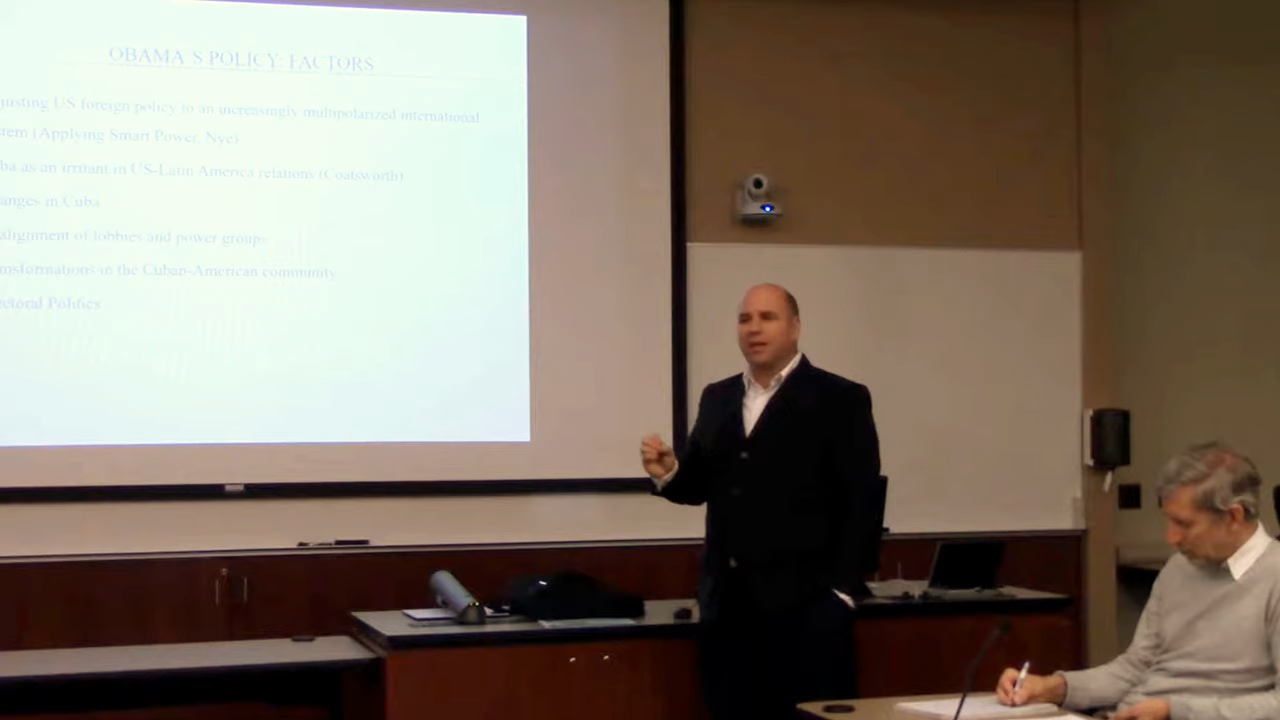 OBAMA S POLICY: FACTORS
justing US foreign policy to an increasingly multipolarized international
tem (Applying Smart Power, Nye)
ba as an irritant in US-Latin America relations (Coatsworth)
anges in Cuba
alignment of lobbies and power groups
nsformations in the Cuban-American community
ectoral Politics